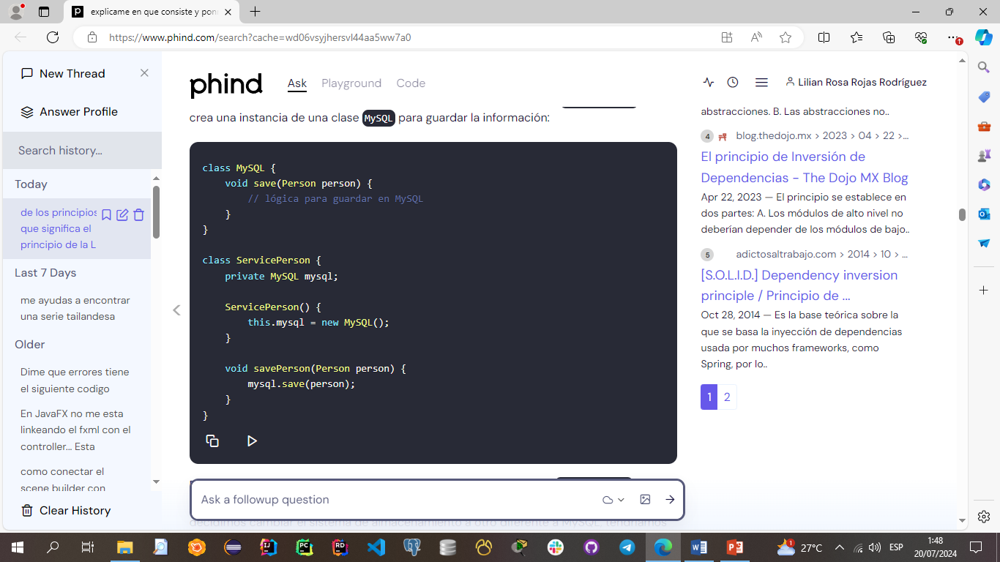 explicame en que consiste y pon
https://www.phind.com/search?cache=wd06vsyjhersvl44aa5ww7a0
New Thread
Answer Profile
Search history...
Today
de los principios
que significa el
principio de la L
Last 7 Days
me ayudas a encontrar
una serie tailandesa
Older
Dime que errores tiene
el siguiente codigo
En JavaFX no me esta
linkeando el fxml con el
controller... Esta
como conectar el
scene builder con
Clear History
phind
Ask
Playground
Code
Lilian Rosa Rojas Rodríguez
crea una instancia de una clase MySQL para guardar la información:
class MySQL {
    void save(Person person) {
        // lógica para guardar en MySQL
    }
}
class ServicePerson {
    private MySQL mysql;
    ServicePerson() {
        this.mysql = new MySQL();
    }
    void savePerson(Person person) {
        mysql.save(person);
    }
}
Ask a followup question
decidimos cambiar el sistema de almacenamiento a otro diferente a MySQL, tendríamos
abstracciones. B. Las abstracciones no..
4 blog.thedojo.mx > 2023 > 04 > 22 >...
El principio de Inversión de
Dependencias - The Dojo MX Blog
Apr 22, 2023 — El principio se establece en
dos partes: A. Los módulos de alto nivel no
deberían depender de los módulos de bajo..
5 adictosaltrabajo.com > 2014 > 10 > ...
[S.O.L.I.D.] Dependency inversion
principle / Principio de ...
Oct 28, 2014 — Es la base teórica sobre la
que se basa la inyección de dependencias
usada por muchos frameworks, como
Spring, por lo..
1 2
27°C
ESP
1:48
20/07/2024